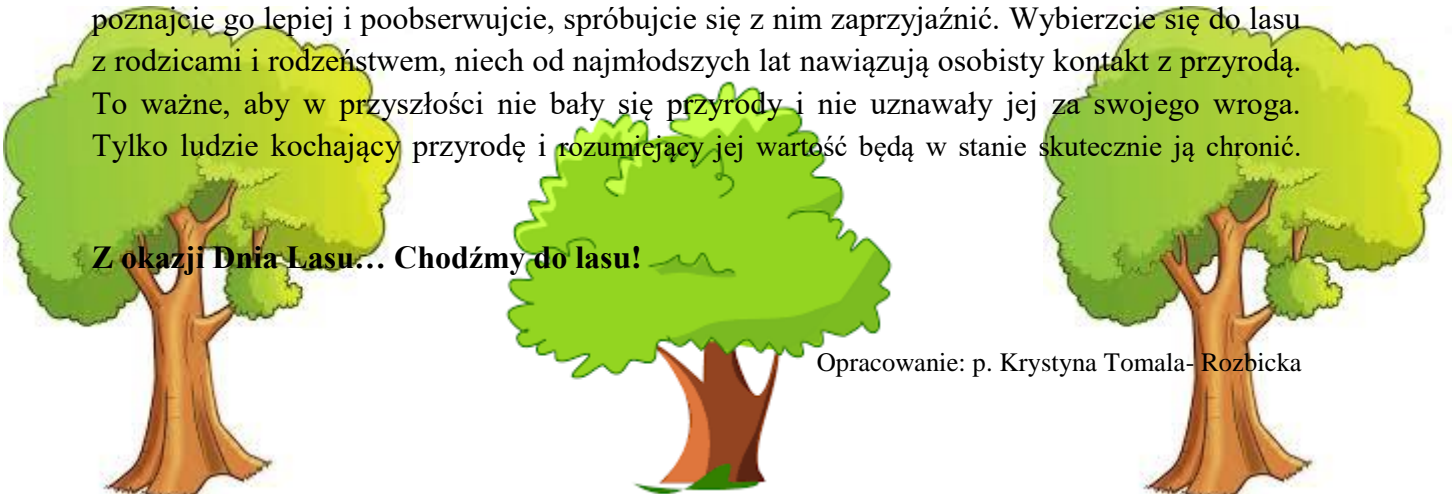 poznajcie go lepiej i poobserwujcie, spróbujcie się z nim zaprzyjaźnić. Wybierzcie się do lasu
z rodzicami i rodzeństwem, niech od najmłodszych lat nawiązują osobisty kontakt z przyrodą.
To ważne, aby w przyszłości nie bały się przyrody i nie uznawały jej za swojego wroga.
Tylko ludzie kochający przyrodę i rozumiejący jej wartość będą w stanie skutecznie ją chronić.
Z okazji Dnia Lasu… Chodźmy do lasu!
Opracowanie: p. Krystyna Tomala- Rozbicka